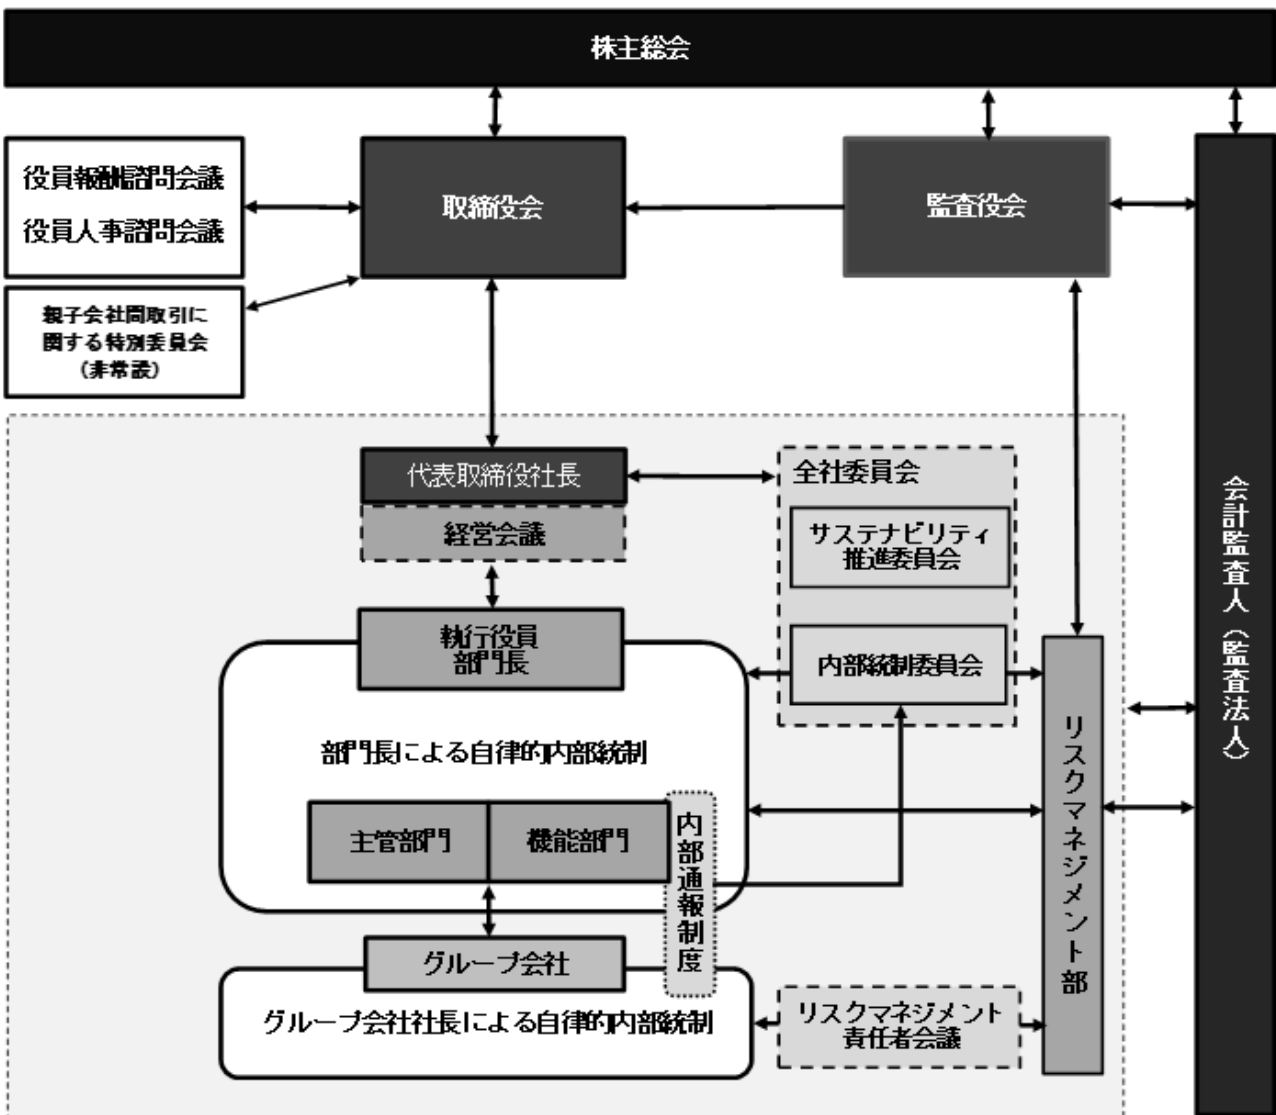 株主総会
役員報酬諮問会議
役員人事諮問会議
取締役会
監査役会
親子会社間取引に
関する特別委員会
（非常設）
代表取締役社長
経営会議
全社委員会
サステナビリティ
推進委員会
内部統制委員会
執行役員
部門長
部門長による自律的内部統制
主管部門
機能部門
内部通報制度
グループ会社
グループ会社社長による自律的内部統制
リスクマネジメント
責任者会議
リスクマネジメント部
会計監査人（監査法人）